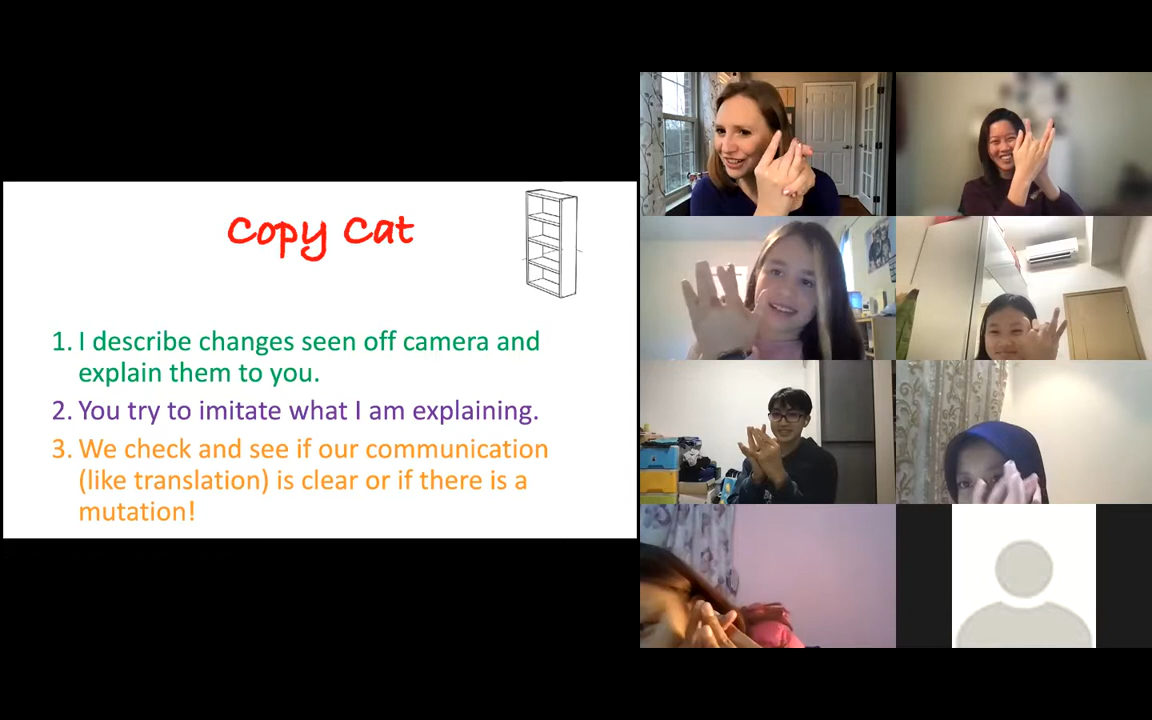 Copy Cat
1. I describe changes seen off camera and
explain them to you.
2. You try to imitate what I am explaining.
3. We check and see if our communication
(like translation) is clear or if there is a
mutation!